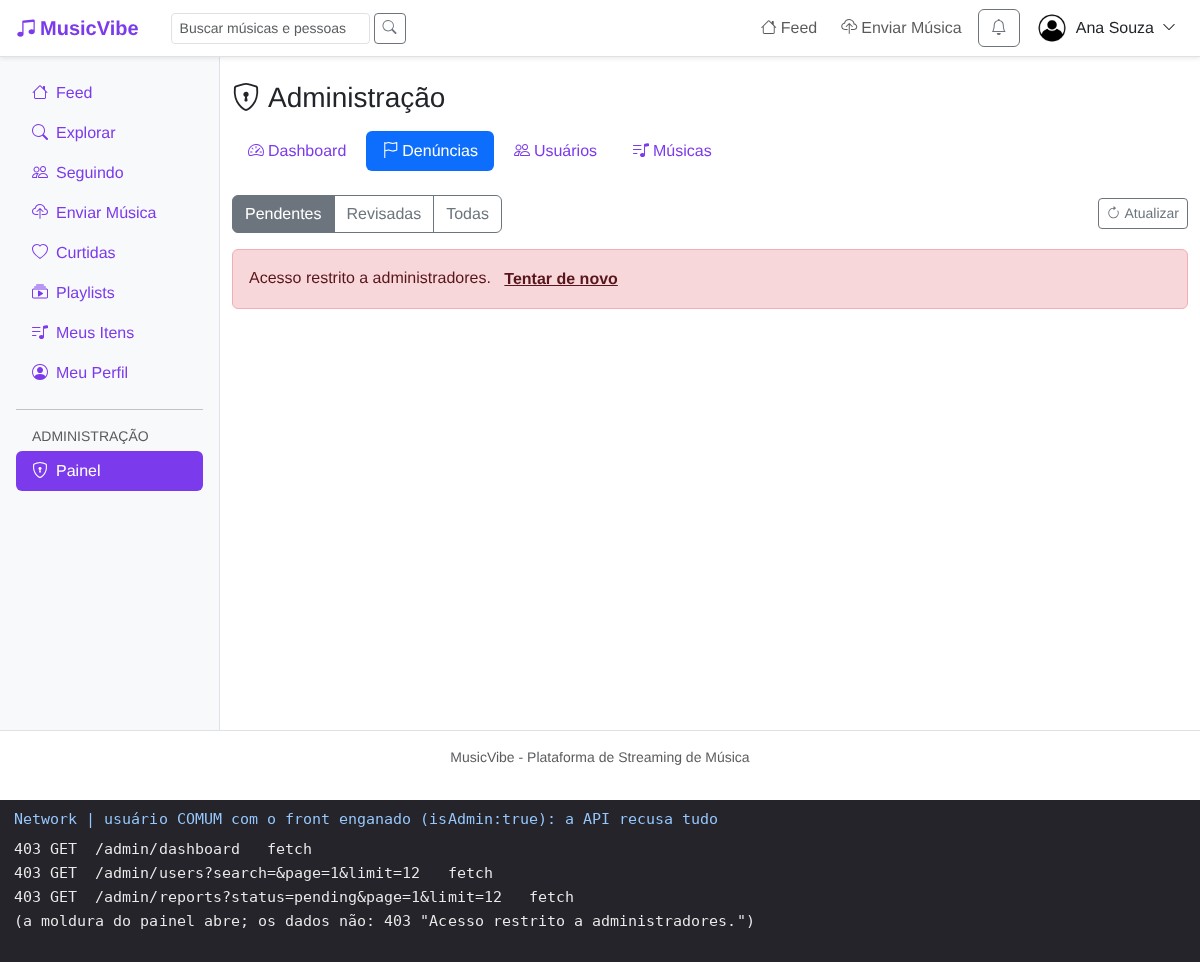 MusicVibe
Buscar músicas e pessoas
Feed
Enviar Música
Ana Souza
Feed
Explorar
Seguindo
Enviar Música
Curtidas
Playlists
Meus Itens
Meu Perfil
ADMINISTRAÇÃO
Painel
Administração
Dashboard
Denúncias
Usuários
Músicas
Pendentes
Revisadas
Todas
Atualizar
Acesso restrito a administradores. Tentar de novo
MusicVibe - Plataforma de Streaming de Música
Network | usuário COMUM com o front enganado (isAdmin:true): a API recusa tudo
403 GET /admin/dashboard fetch
403 GET /admin/users?search=&page=1&limit=12 fetch
403 GET /admin/reports?status=pending&page=1&limit=12 fetch
(a moldura do painel abre; os dados não: 403 "Acesso restrito a administradores.")